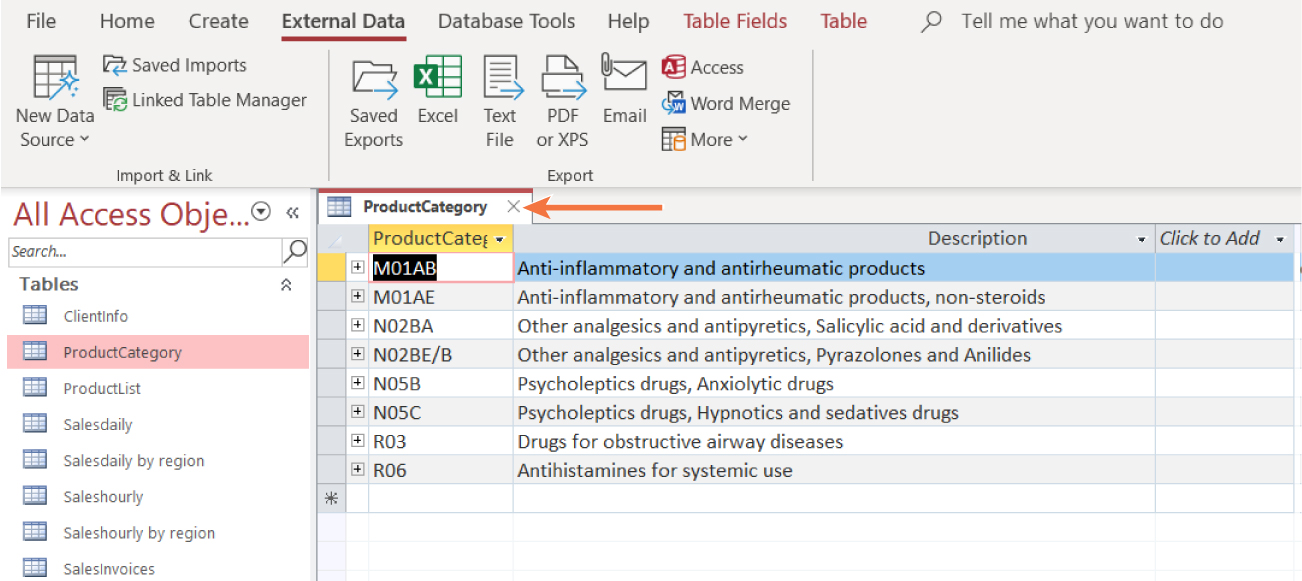 File Home Create External Data Database Tools Help Table Fields Table Tell me what you want to do
New Data Source
Saved Imports
Linked Table Manager
Import & Link
Saved Exports
Excel
Text File
PDF or XPS
Email
Access
Word Merge
More
Export
All Access Obje...
Search...
Tables
ClientInfo
ProductCategory
ProductList
Salesdaily
Salesdaily by region
Saleshourly
Saleshourly by region
SalesInvoices
ProductCategory
ProductCateg Description Click to Add
M01AB Anti-inflammatory and antirheumatic products
M01AE Anti-inflammatory and antirheumatic products, non-steroids
N02BA Other analgesics and antipyretics, Salicylic acid and derivatives
N02BE/B Other analgesics and antipyretics, Pyrazolones and Anilides
N05B Psycholeptics drugs, Anxiolytic drugs
N05C Psycholeptics drugs, Hypnotics and sedatives drugs
R03 Drugs for obstructive airway diseases
R06 Antihistamines for systemic use